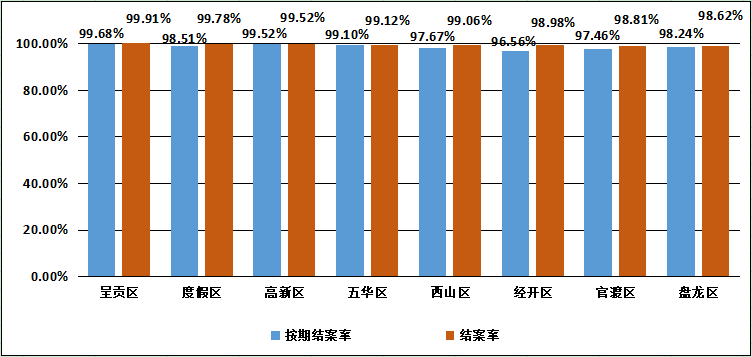 99.91% 99.78% 99.52% 99.12% 99.06% 98.98% 98.81% 98.62%
99.68% 98.51% 99.52% 99.10% 97.67% 96.56% 97.46% 98.24%
100.00%
80.00%
60.00%
40.00%
20.00%
0.00%
呈贡区 度假区 高新区 五华区 西山区 经开区 官渡区 盘龙区
按期结案率 结案率